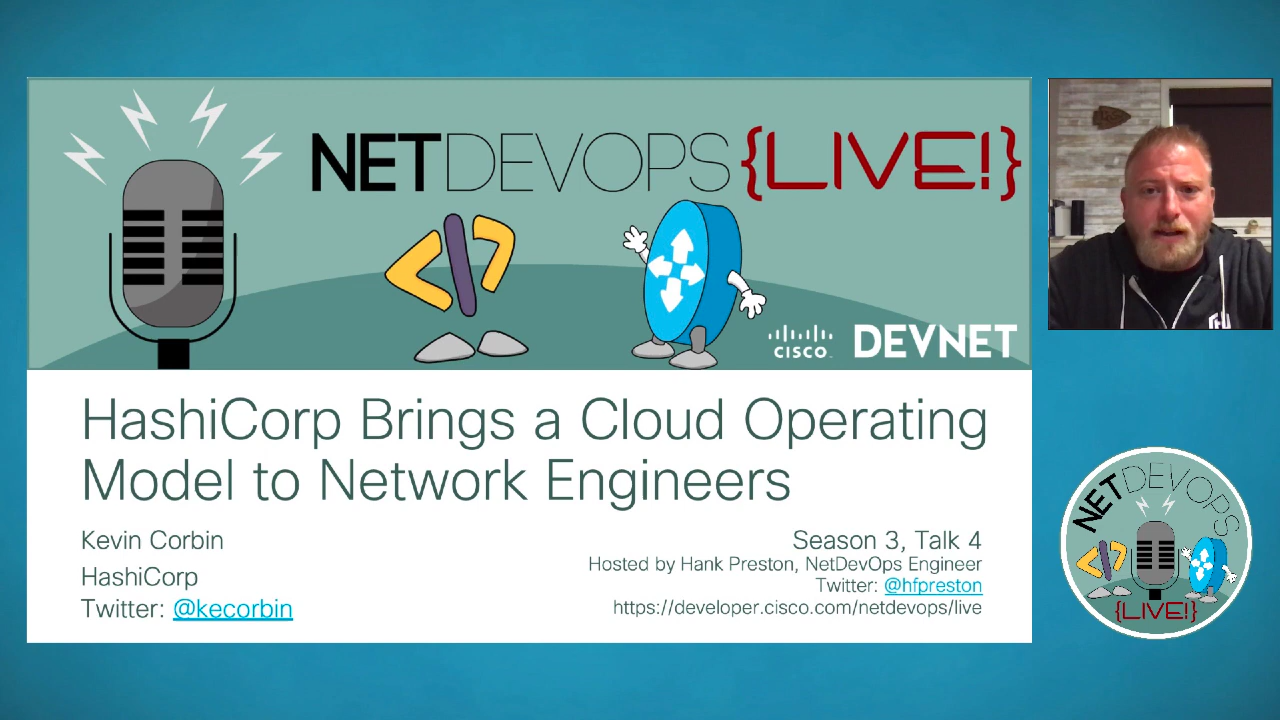 NETDEVOPS {LIVE!}
CISCO DEVNET
HashiCorp Brings a Cloud Operating
Model to Network Engineers
Kevin Corbin
HashiCorp
Twitter: @kecorbin
Season 3, Talk 4
Hosted by Hank Preston, NetDevOps Engineer
Twitter: @hfpreston
https://developer.cisco.com/netdevops/live
NETDEVOPS
{LIVE!}